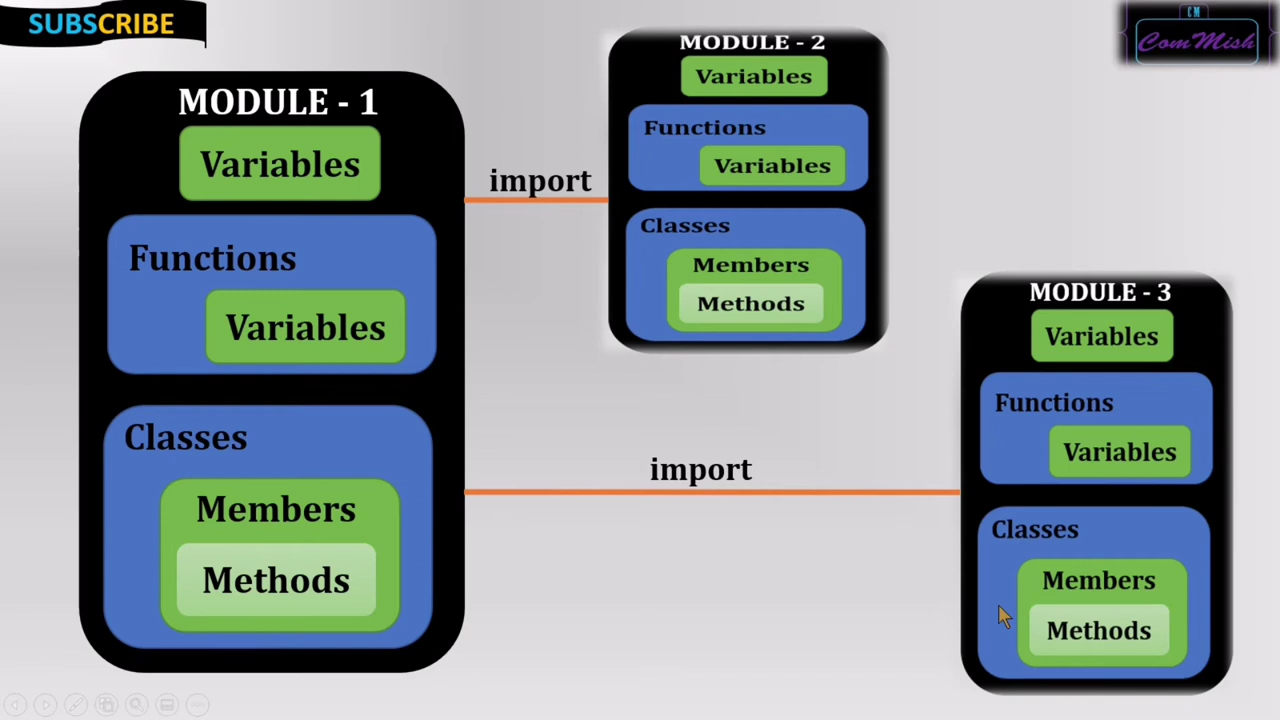 SUBSCRIBE
CM
ComMish
MODULE - 1
Variables
Functions
Variables
Classes
Members
Methods
import
MODULE - 2
Variables
Functions
Variables
Classes
Members
Methods
import
MODULE - 3
Variables
Functions
Variables
Classes
Members
Methods